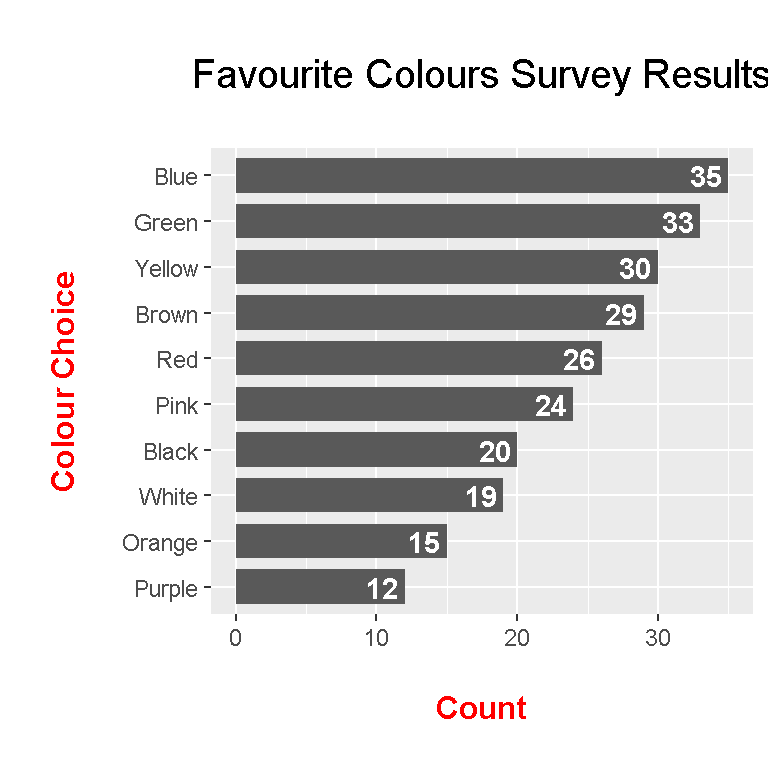 Favourite Colours Survey Results
Colour Choice
Blue 35
Green 33
Yellow 30
Brown 29
Red 26
Pink 24
Black 20
White 19
Orange 15
Purple 12
0 10 20 30
Count